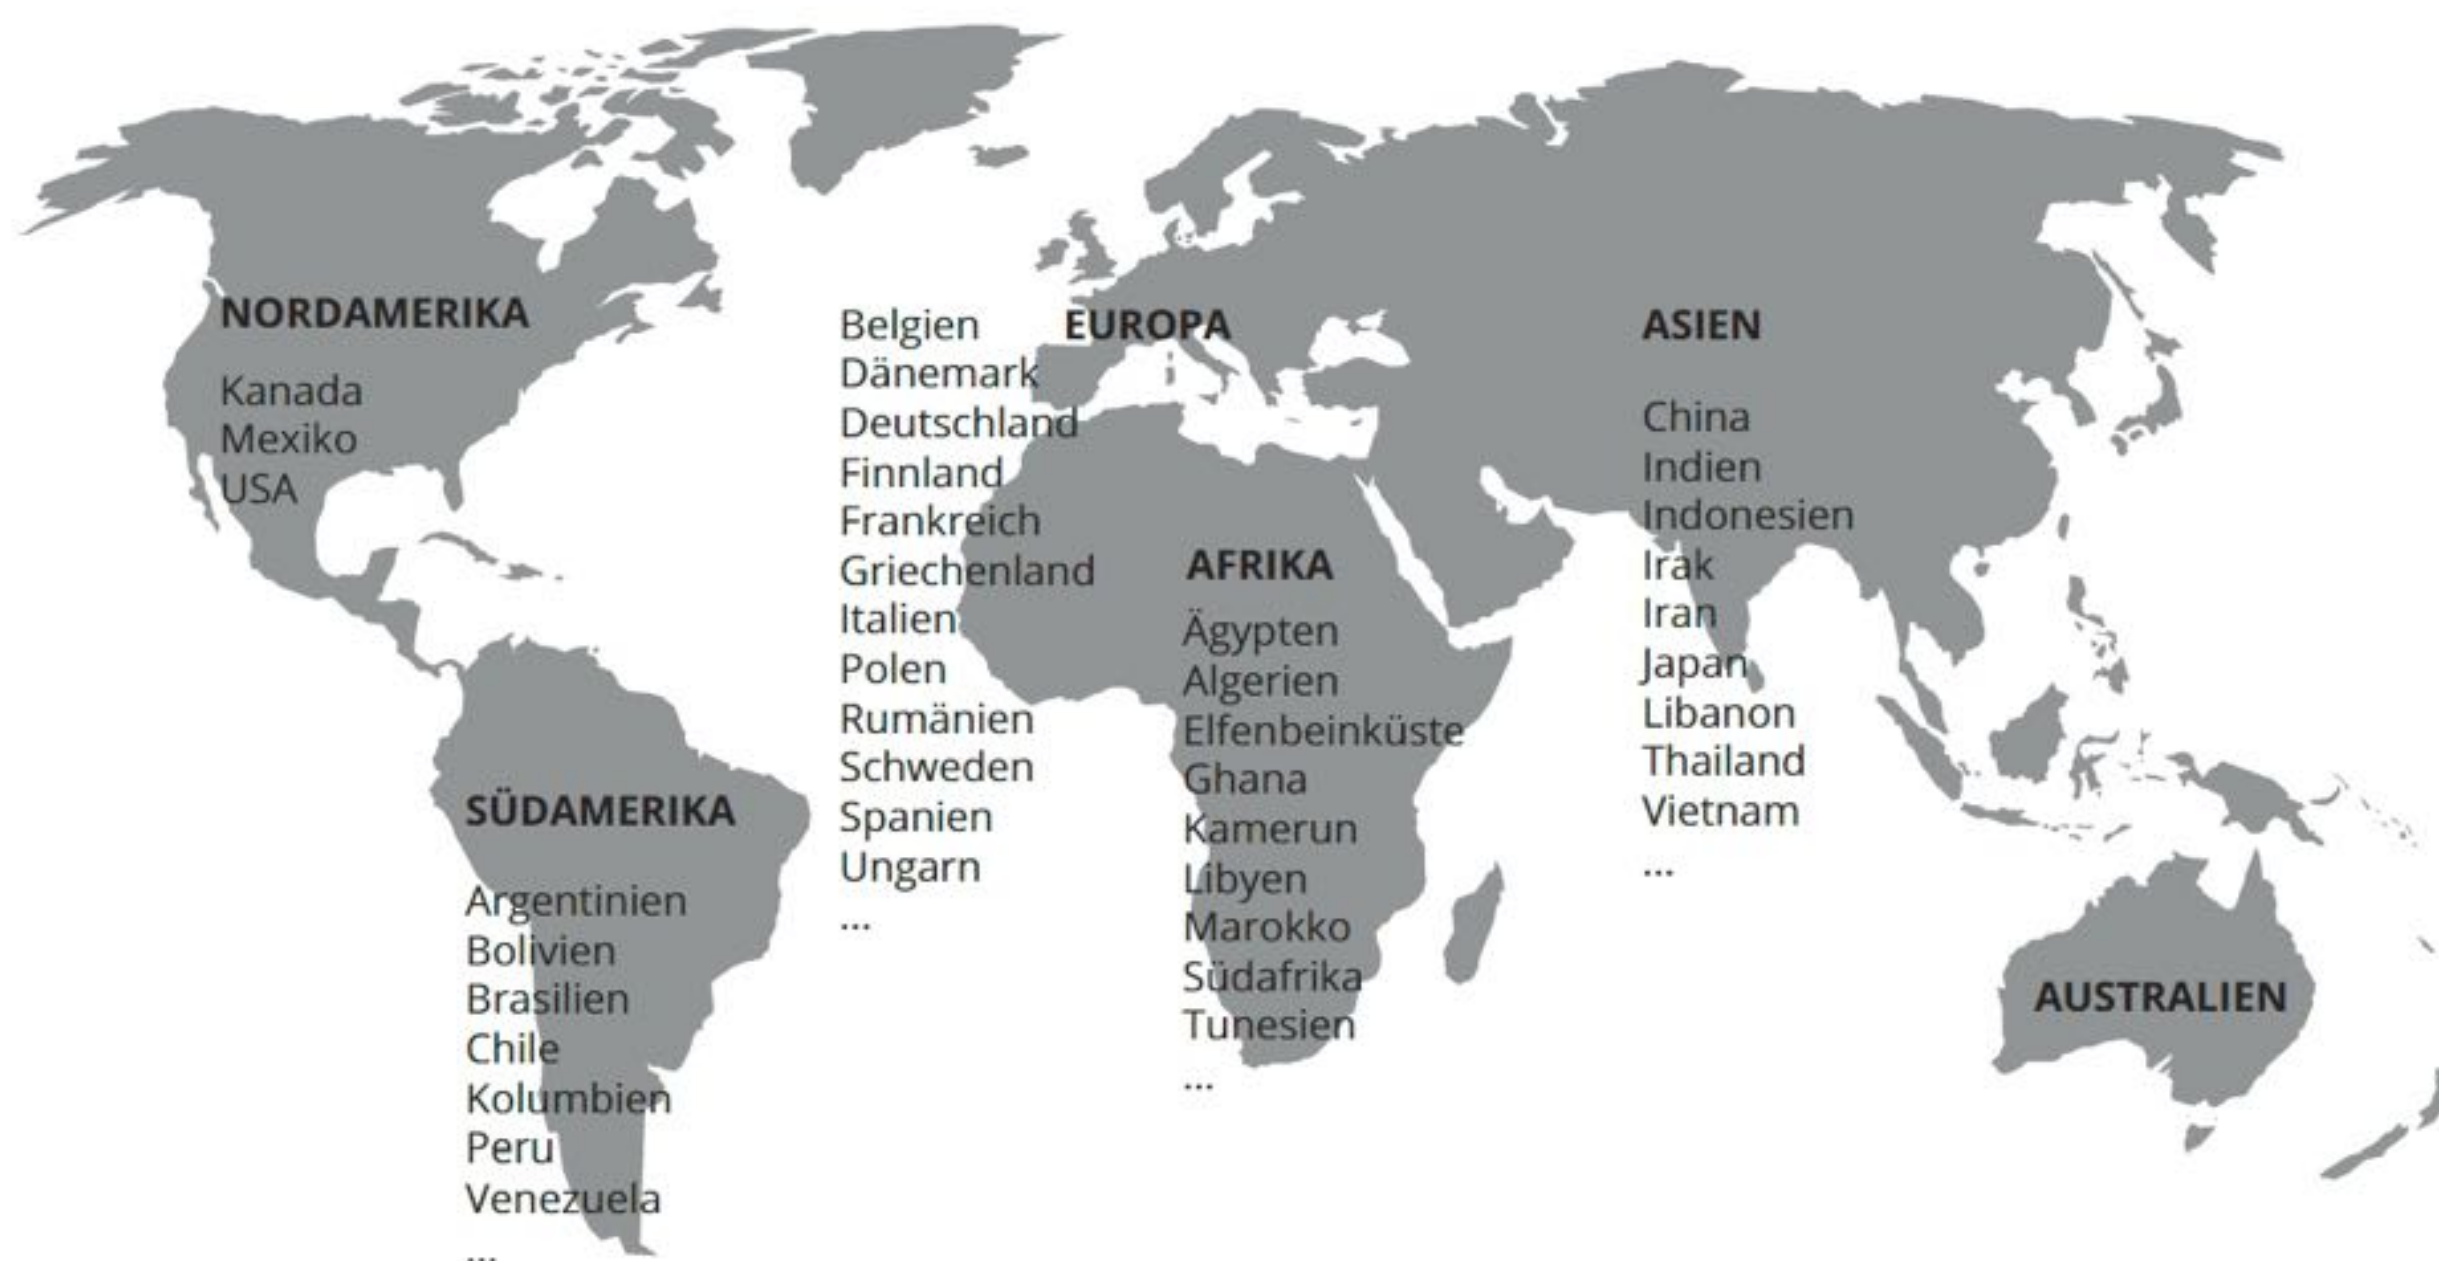 NORDAMERIKA
Kanada
Mexiko
USA
SÜDAMERIKA
Argentinien
Bolivien
Brasilien
Chile
Kolumbien
Peru
Venezuela
...
EUROPA
Belgien
Dänemark
Deutschland
Finnland
Frankreich
Griechenland
Italien
Polen
Rumänien
Schweden
Spanien
Ungarn
...
AFRIKA
Ägypten
Algerien
Elfenbeinküste
Ghana
Kamerun
Libyen
Marokko
Südafrika
Tunesien
...
ASIEN
China
Indien
Indonesien
Irak
Iran
Japan
Libanon
Thailand
Vietnam
...
AUSTRALIEN